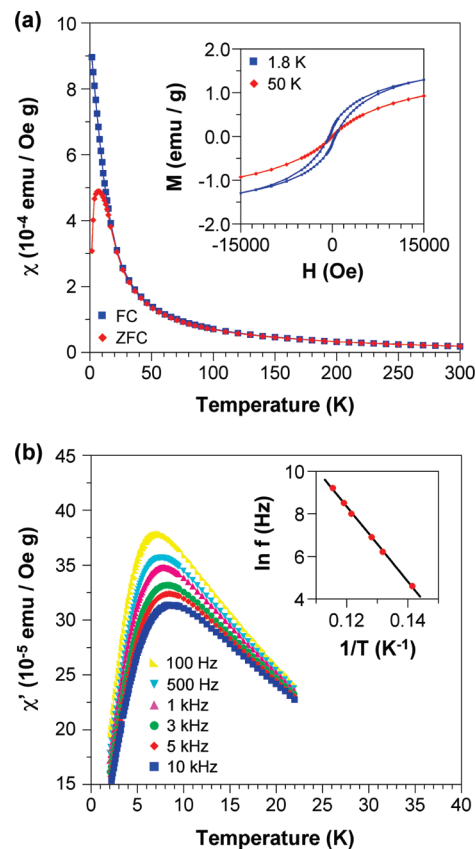 (a)
χ (10⁻⁴ emu / Oe g)
10
8
6
4
2
0
0 50 100 150 200 250 300
Temperature (K)
FC
ZFC
M (emu / g)
2.0
1.0
0.0
-1.0
-2.0
-15000 0 15000
H (Oe)
1.8 K
50 K
(b)
χ' (10⁻⁵ emu / Oe g)
45
40
35
30
25
20
15
0 5 10 15 20 25 30 35 40
Temperature (K)
100 Hz
500 Hz
1 kHz
3 kHz
5 kHz
10 kHz
ln f (Hz)
10
8
6
4
0.12 0.14
1/T (K⁻¹)